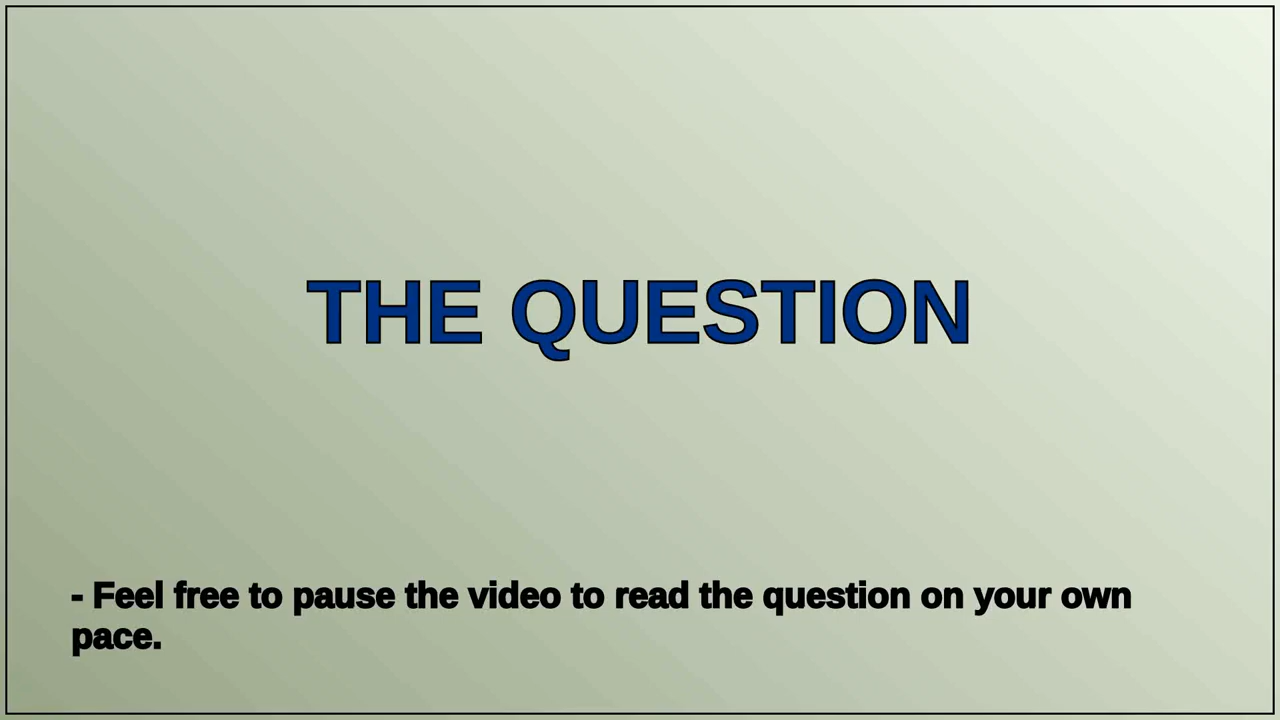 THE QUESTION
- Feel free to pause the video to read the question on your own
pace.